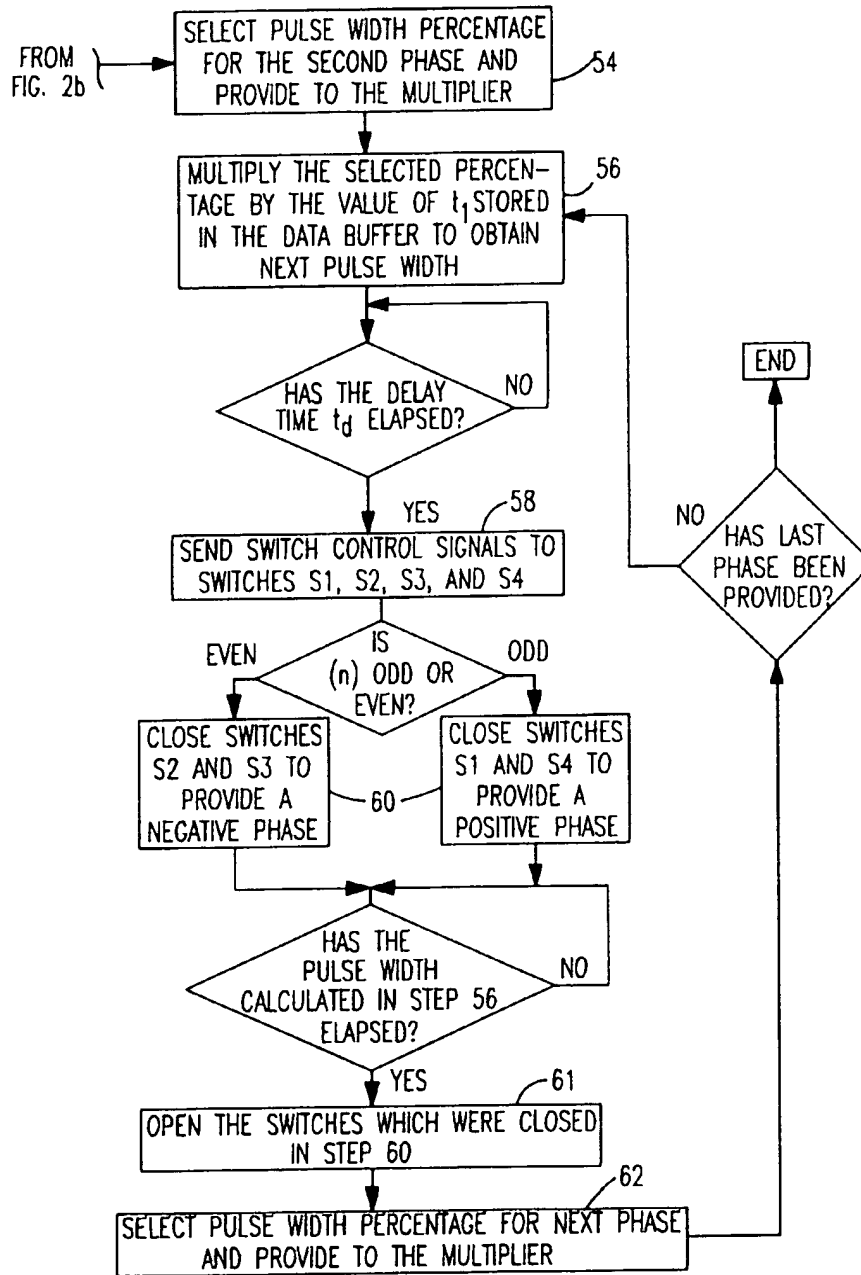 FROM
FIG. 2b
SELECT PULSE WIDTH PERCENTAGE
FOR THE SECOND PHASE AND
PROVIDE TO THE MULTIPLIER
54
MULTIPLY THE SELECTED PERCEN-
TAGE BY THE VALUE OF t1 STORED
IN THE DATA BUFFER TO OBTAIN
NEXT PULSE WIDTH
56
HAS THE DELAY
TIME td ELAPSED?
NO
YES
58
SEND SWITCH CONTROL SIGNALS TO
SWITCHES S1, S2, S3, AND S4
IS
(n) ODD OR
EVEN?
EVEN
ODD
CLOSE SWITCHES
S2 AND S3 TO
PROVIDE A
NEGATIVE PHASE
60
CLOSE SWITCHES
S1 AND S4 TO
PROVIDE A
POSITIVE PHASE
HAS THE
PULSE WIDTH
CALCULATED IN STEP 56
ELAPSED?
NO
YES
61
OPEN THE SWITCHES WHICH WERE CLOSED
IN STEP 60
62
SELECT PULSE WIDTH PERCENTAGE FOR NEXT PHASE
AND PROVIDE TO THE MULTIPLIER
HAS LAST
PHASE BEEN
PROVIDED?
NO
END